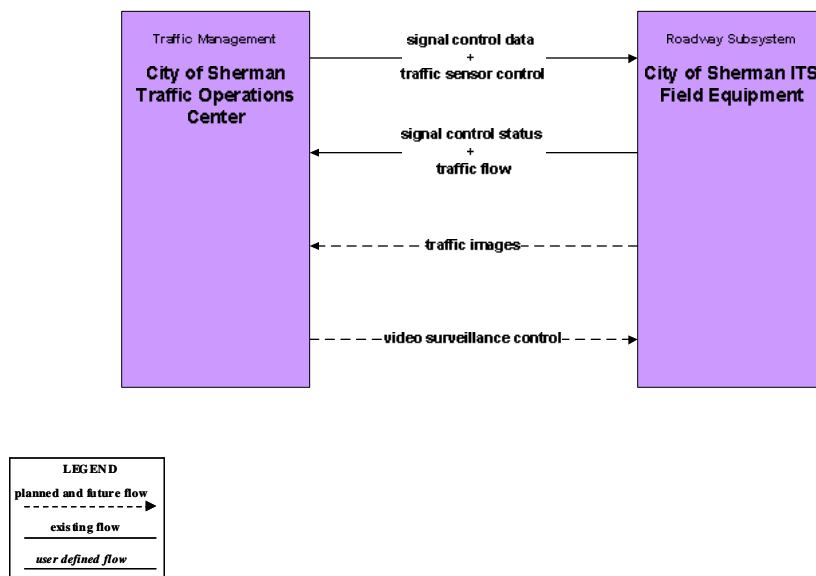 Traffic Management
City of Sherman
Traffic Operations
Center
signal control data
+
traffic sensor control
Roadway Subsystem
City of Sherman ITS
Field Equipment
signal control status
+
traffic flow
traffic images
video surveillance control
LEGEND
planned and future flow
existing flow
user defined flow